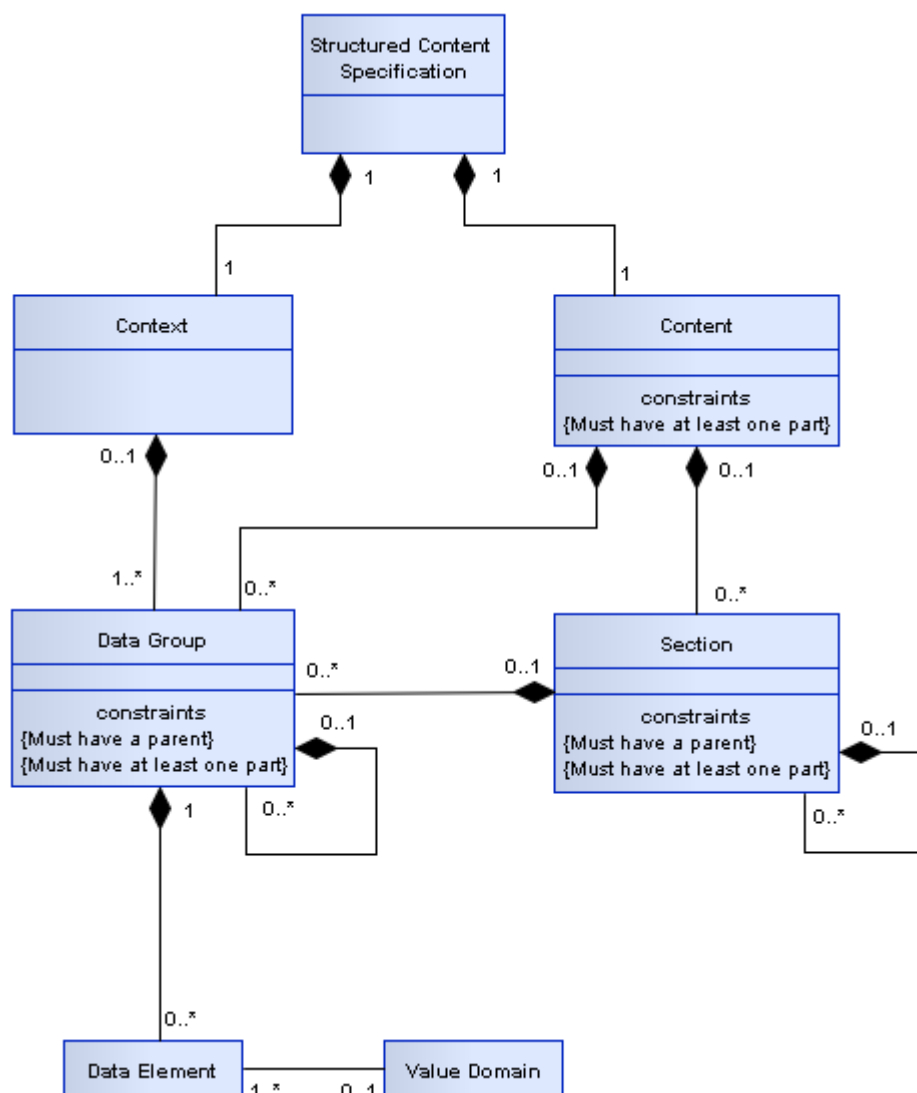 Structured Content
Specification
1
1
1
1
Context
Content
constraints
{Must have at least one part}
0..1
0..1
0..1
1..*
0..*
0..*
Data Group
Section
0..*
0..1
constraints
{Must have a parent}
{Must have at least one part}
0..1
constraints
{Must have a parent}
{Must have at least one part}
0..1
1
0..*
0..*
0..*
Data Element
Value Domain
1..*
0..1